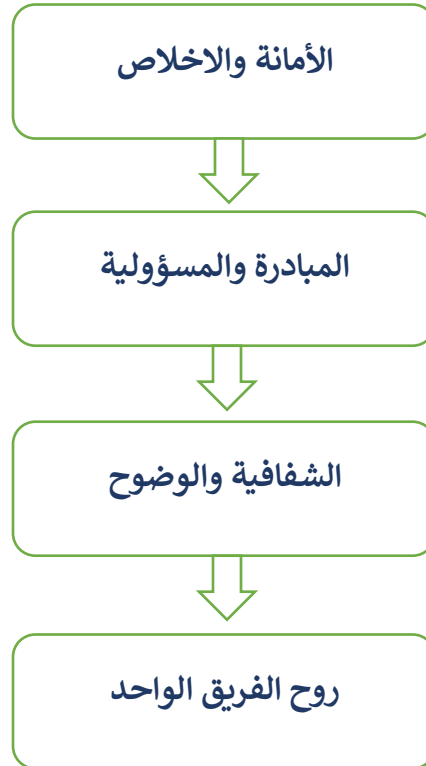 الأمانة والاخلاص
المبادرة والمسؤولية
الشفافية والوضوح
روح الفريق الواحد